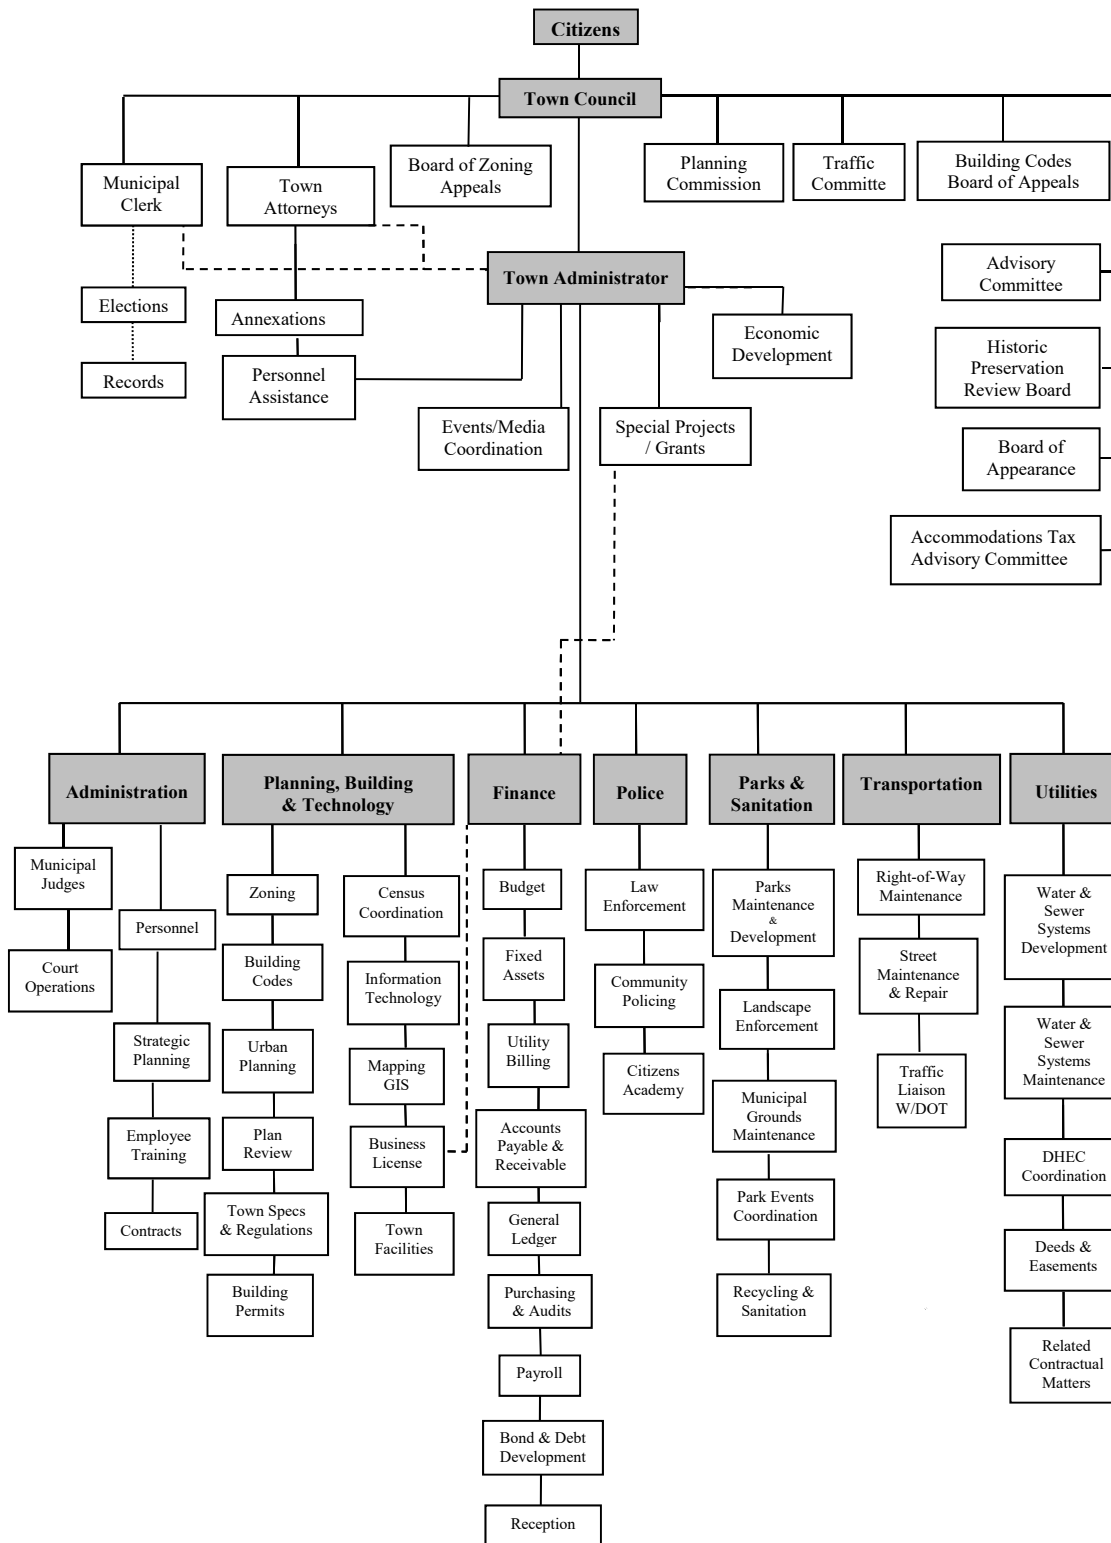 Citizens
Town Council
Board of Zoning
Appeals
Planning
Commission
Traffic
Committe
Building Codes
Board of Appeals
Municipal
Clerk
Town
Attorneys
Town Administrator
Advisory
Committee
Elections
Annexations
Economic
Development
Historic
Preservation
Review Board
Records
Personnel
Assistance
Events/Media
Coordination
Special Projects
/ Grants
Board of
Appearance
Accommodations Tax
Advisory Committee
Administration
Planning, Building
& Technology
Finance
Police
Parks &
Sanitation
Transportation
Utilities
Municipal
Judges
Court
Operations
Personnel
Strategic
Planning
Employee
Training
Contracts
Zoning
Building
Codes
Urban
Planning
Plan
Review
Town Specs
& Regulations
Building
Permits
Census
Coordination
Information
Technology
Mapping
GIS
Business
License
Town
Facilities
Budget
Fixed
Assets
Utility
Billing
Accounts
Payable &
Receivable
General
Ledger
Purchasing
& Audits
Payroll
Bond & Debt
Development
Reception
Law
Enforcement
Community
Policing
Citizens
Academy
Parks
Maintenance
&
Development
Landscape
Enforcement
Municipal
Grounds
Maintenance
Park Events
Coordination
Recycling &
Sanitation
Right-of-Way
Maintenance
Street
Maintenance
& Repair
Traffic
Liaison
W/DOT
Water &
Sewer
Systems
Development
Water &
Sewer
Systems
Maintenance
DHEC
Coordination
Deeds &
Easements
Related
Contractual
Matters